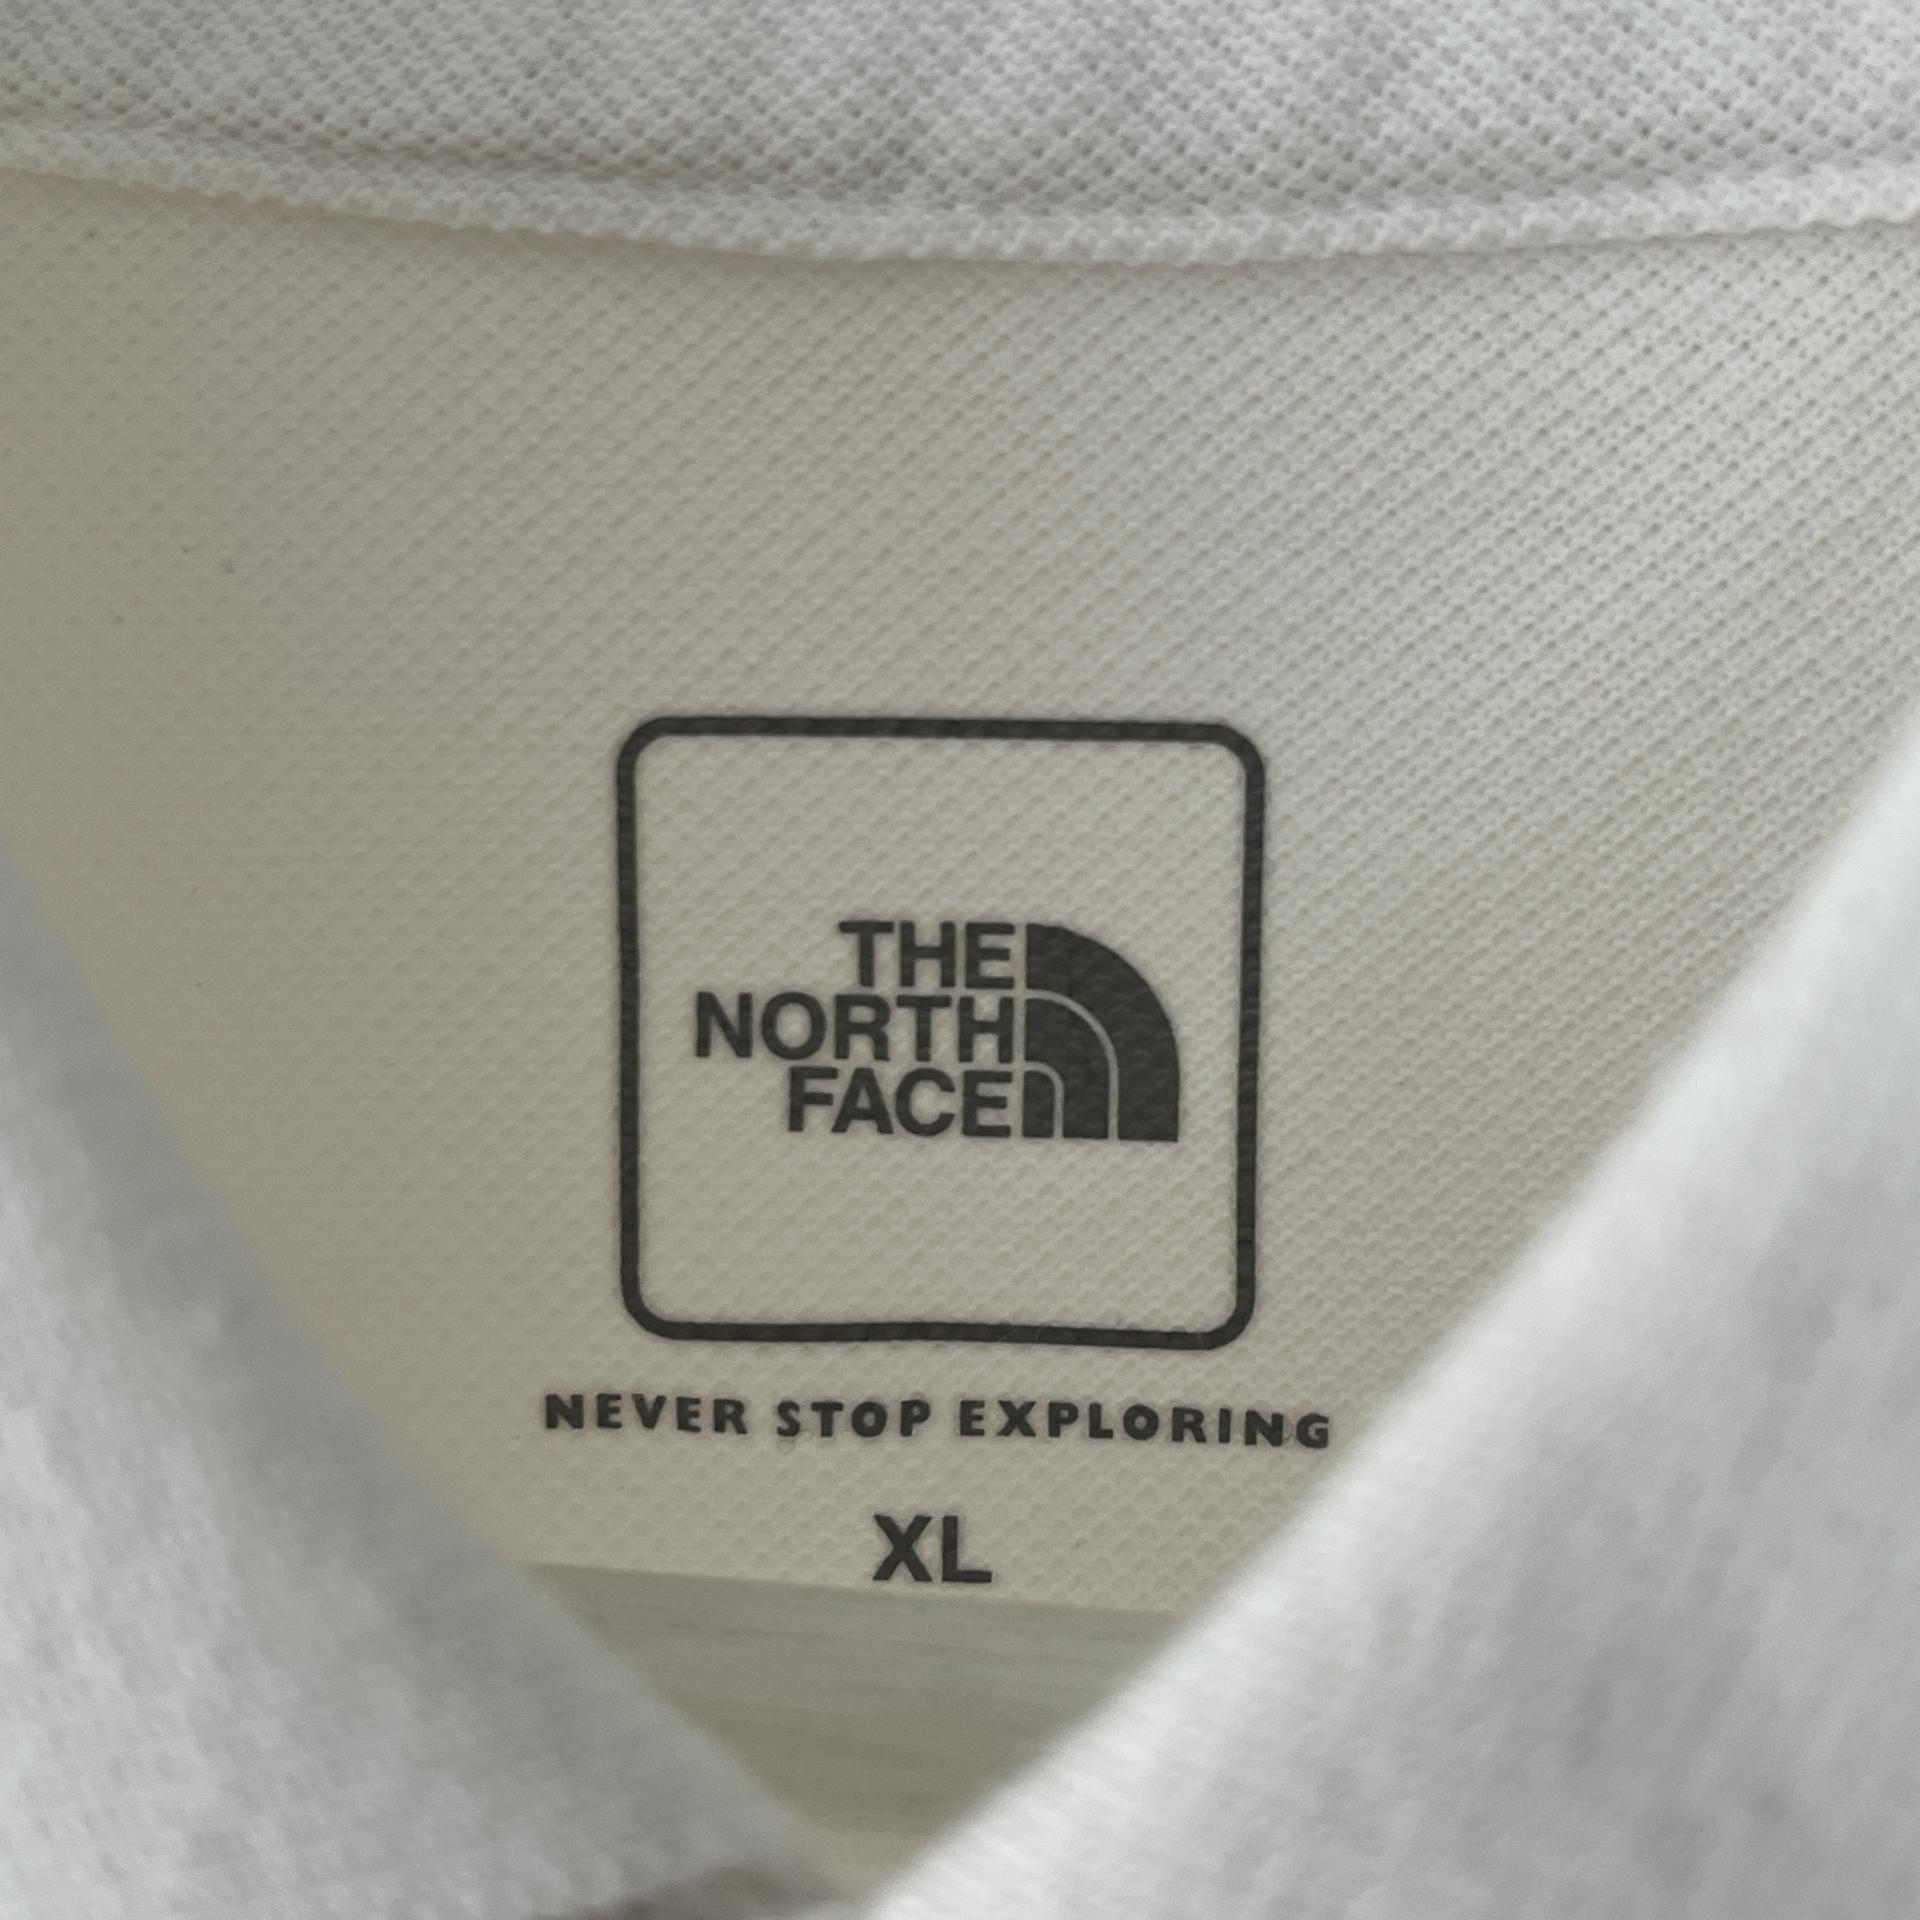 THE
NORTH
FACE
NEVER STOP EXPLORING
XL